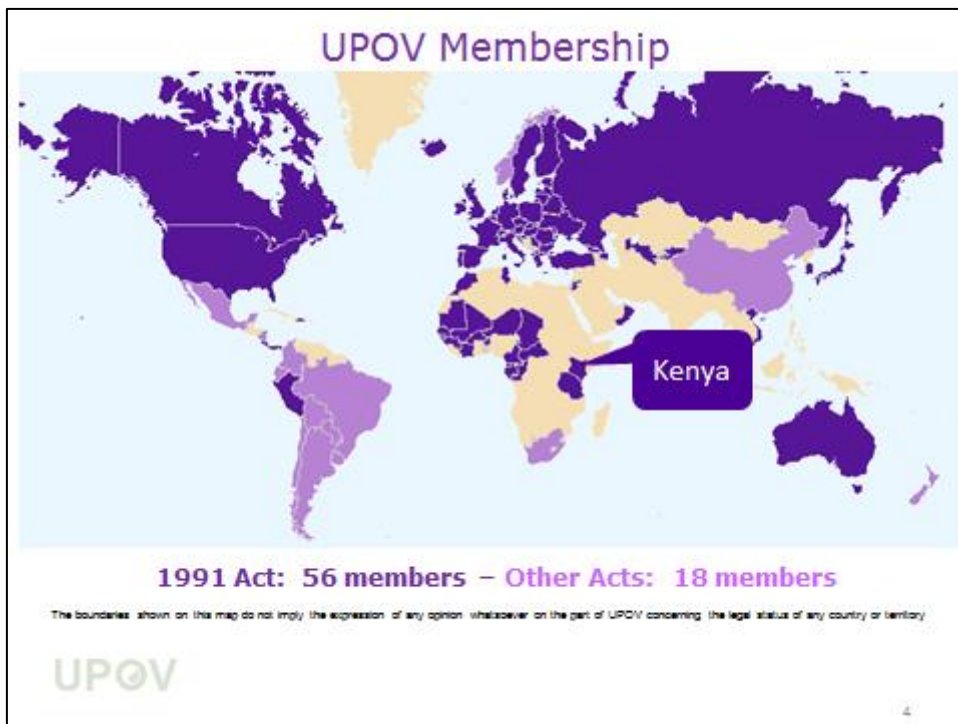 UPOV Membership
Kenya
1991 Act: 56 members – Other Acts: 18 members
The boundaries shown on this map do not imply the expression of any opinion whatsoever on the part of UPOV concerning the legal status of any country or territory
UPOV
4